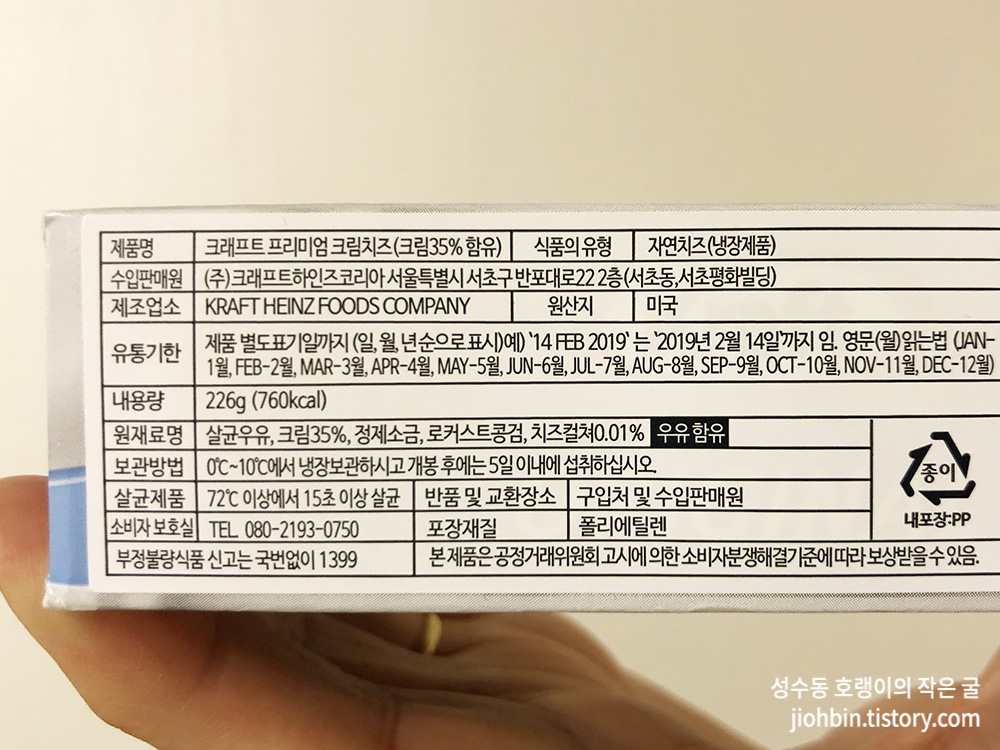 제품명 크래프트 프리미엄 크림치즈 (크림35% 함유) 식품의 유형 자연치즈 (냉장제품)
수입판매원 (주) 크래프트하인즈코리아 서울특별시 서초구 반포대로22 2층 (서초동,서초평화빌딩)
제조업소 KRAFT HEINZ FOODS COMPANY 원산지 미국
유통기한 제품 별도표기일까지 (일, 월, 년순으로 표시)예) '14 FEB 2019' 는 '2019년 2월 14일'까지 임. 영문(월)읽는법 (JAN-
1월, FEB-2월, MAR-3월, APR-4월, MAY-5월, JUN-6월, JUL-7월, AUG-8월, SEP-9월, OCT-10월, NOV-11월, DEC-12월)
내용량 226g (760kcal)
원재료명 살균우유, 크림35%, 정제소금, 로커스트콩검, 치즈컬쳐0.01% 우유 함유
보관방법 0℃~10℃에서 냉장보관하시고 개봉 후에는 5일 이내에 섭취하십시오.
살균제품 72℃ 이상에서 15초 이상 살균 반품 및 교환장소 구입처 및 수입판매원
소비자 보호실 TEL. 080-2193-0750 포장재질 폴리에틸렌
부정불량식품 신고는 국번없이 1399 본 제품은 공정거래위원회 고시에 의한 소비자분쟁해결기준에 따라 보상받을 수 있음.
종이
내포장:PP
성수동 호랭이의 작은 굴
jiohbin.tistory.com